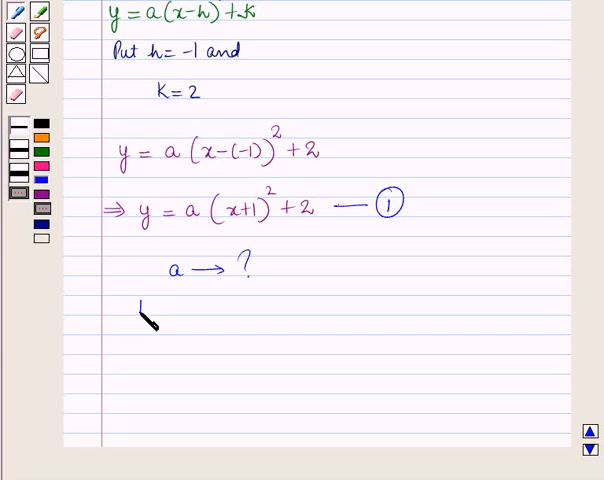 y = a(x-h) + k
Put h = -1 and
K = 2
y = a (x-(-1))² + 2
⇒ y = a (x+1)² + 2 — ①
a → ?